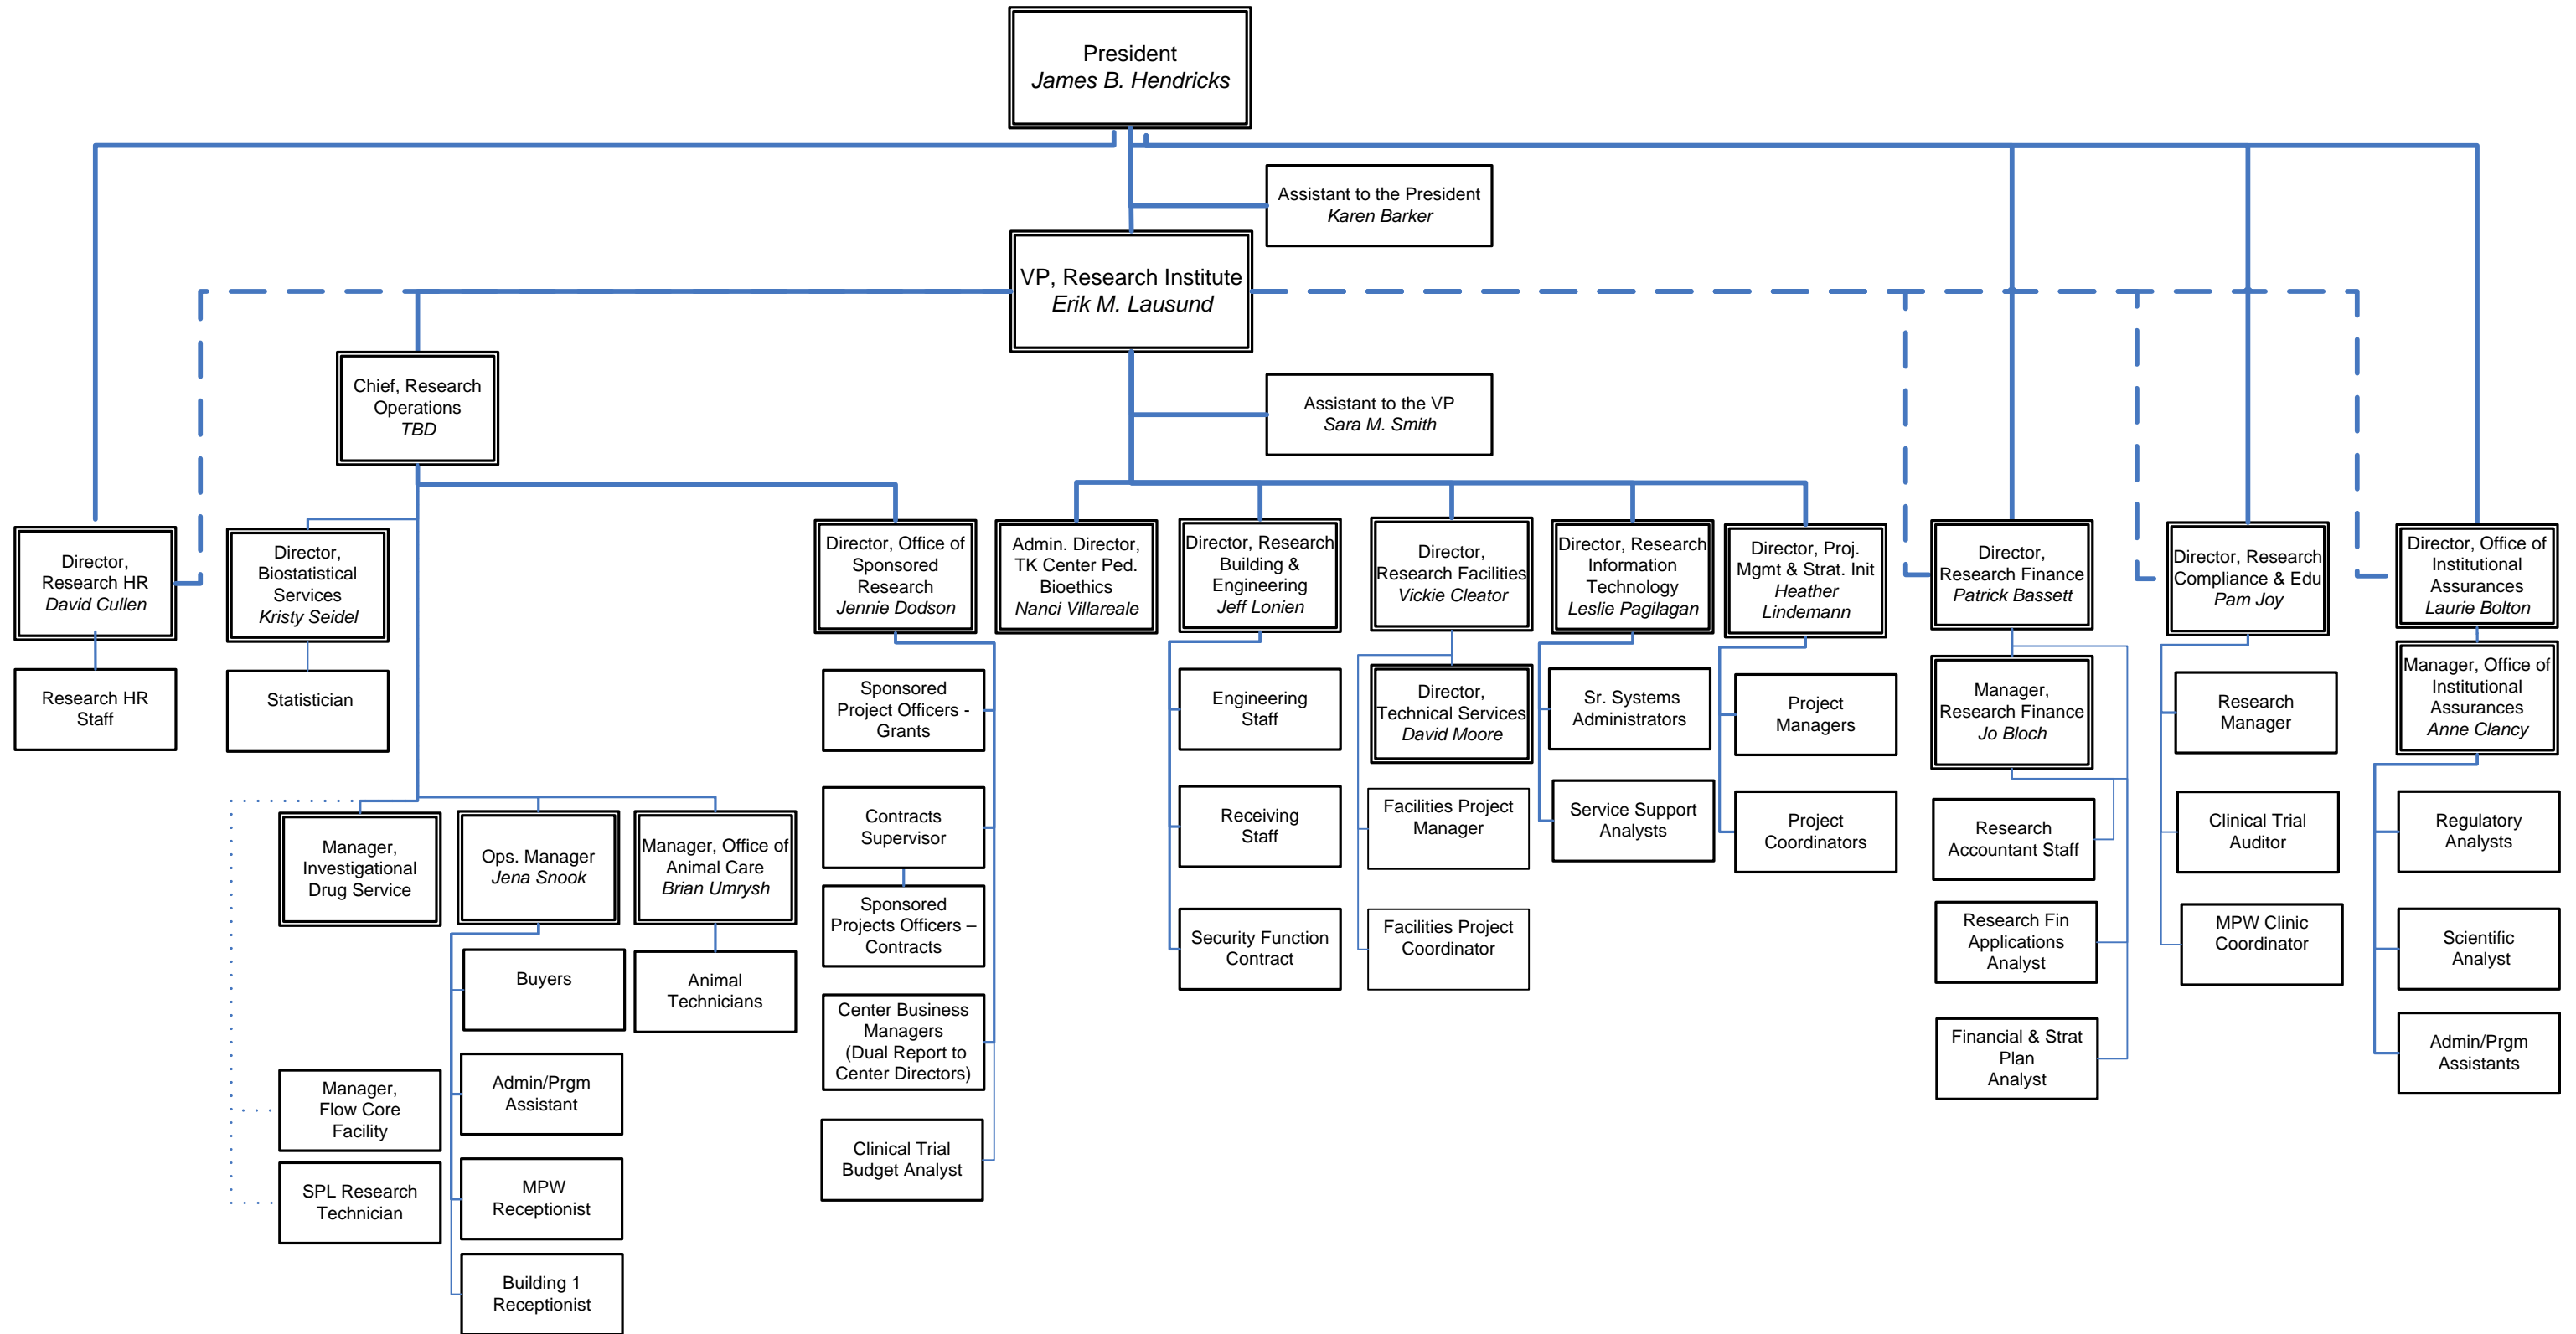 President
James B. Hendricks
Assistant to the President
Karen Barker
VP, Research Institute
Erik M. Lausund
Chief, Research
Operations
TBD
Assistant to the VP
Sara M. Smith
Director,
Research HR
David Cullen
Director,
Biostatistical
Services
Kristy Seidel
Director, Office of
Sponsored
Research
Jennie Dodson
Admin. Director,
TK Center Ped.
Bioethics
Nanci Villareale
Director, Research
Building &
Engineering
Jeff Lonien
Director,
Research Facilities
Vickie Cleator
Director, Research
Information
Technology
Leslie Pagilagan
Director, Proj.
Mgmt & Strat. Init
Heather
Lindemann
Director,
Research Finance
Patrick Bassett
Director, Research
Compliance & Edu
Pam Joy
Director, Office of
Institutional
Assurances
Laurie Bolton
Research HR
Staff
Statistician
Sponsored
Project Officers -
Grants
Engineering
Staff
Director,
Technical Services
David Moore
Sr. Systems
Administrators
Project
Managers
Manager,
Research Finance
Jo Bloch
Research
Manager
Manager, Office of
Institutional
Assurances
Anne Clancy
Manager,
Investigational
Drug Service
Ops. Manager
Jena Snook
Manager, Office of
Animal Care
Brian Umrysh
Contracts
Supervisor
Receiving
Staff
Facilities Project
Manager
Service Support
Analysts
Project
Coordinators
Research
Accountant Staff
Clinical Trial
Auditor
Regulatory
Analysts
Buyers
Animal
Technicians
Sponsored
Projects Officers –
Contracts
Security Function
Contract
Facilities Project
Coordinator
Research Fin
Applications
Analyst
MPW Clinic
Coordinator
Scientific
Analyst
Manager,
Flow Core
Facility
Admin/Prgm
Assistant
Center Business
Managers
(Dual Report to
Center Directors)
Financial & Strat
Plan
Analyst
Admin/Prgm
Assistants
SPL Research
Technician
MPW
Receptionist
Clinical Trial
Budget Analyst
Building 1
Receptionist